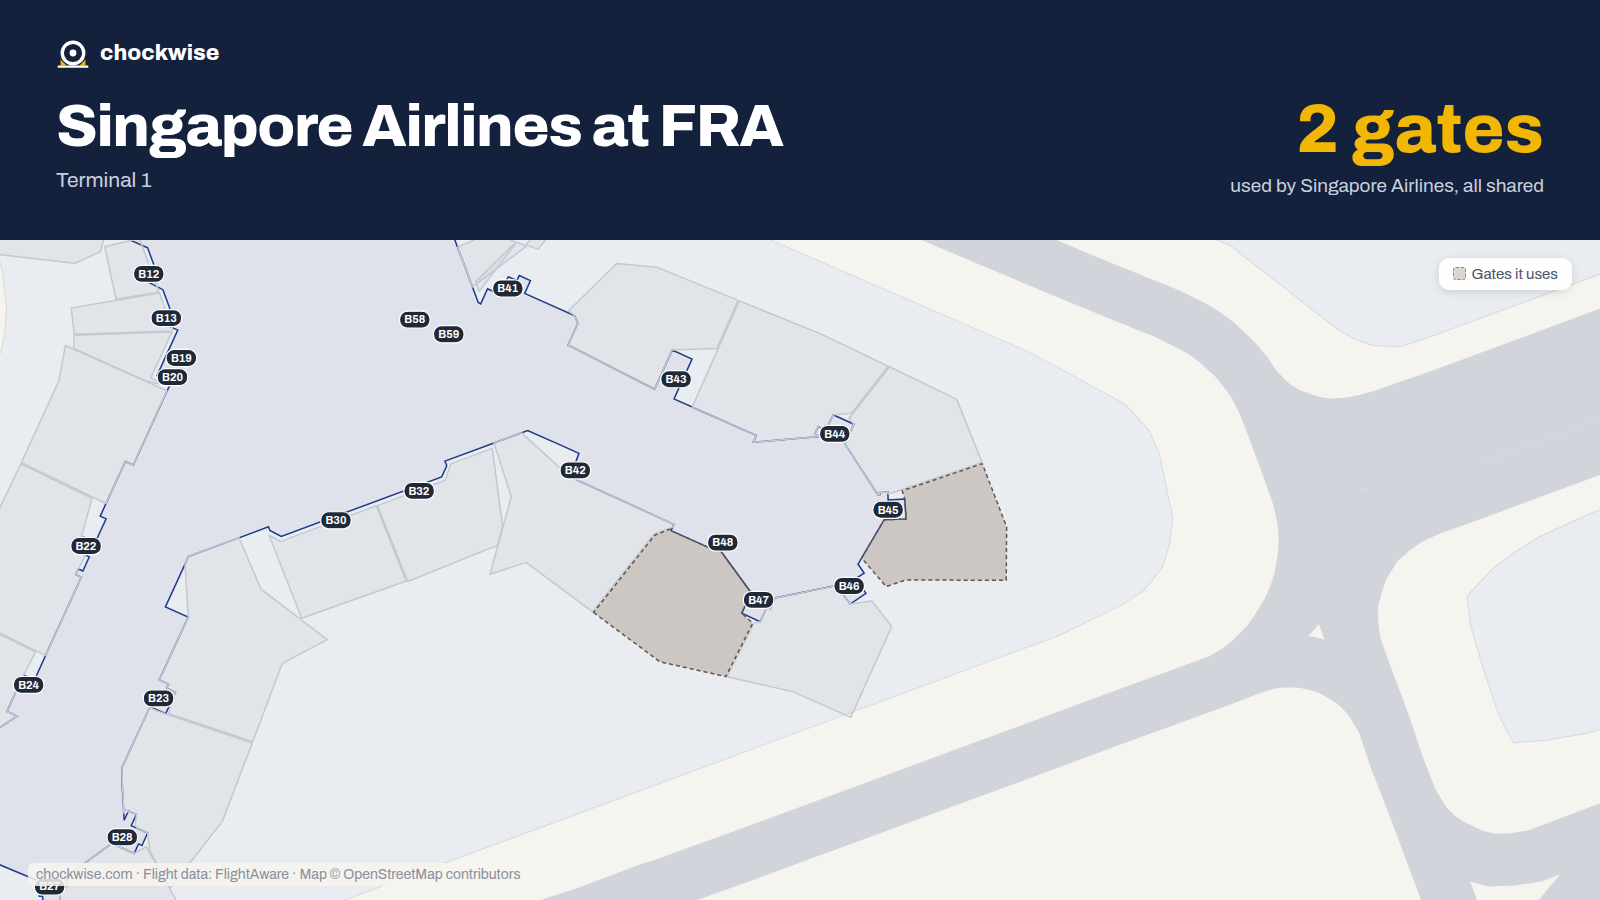 chockwise
Singapore Airlines at FRA
Terminal 1
2 gates
used by Singapore Airlines, all shared
Gates it uses
B12
B13
B19
B20
B22
B24
B23
B28
B27
B30
B32
B41
B58
B59
B42
B43
B44
B45
B46
B47
B48
chockwise.com · Flight data: FlightAware · Map © OpenStreetMap contributors